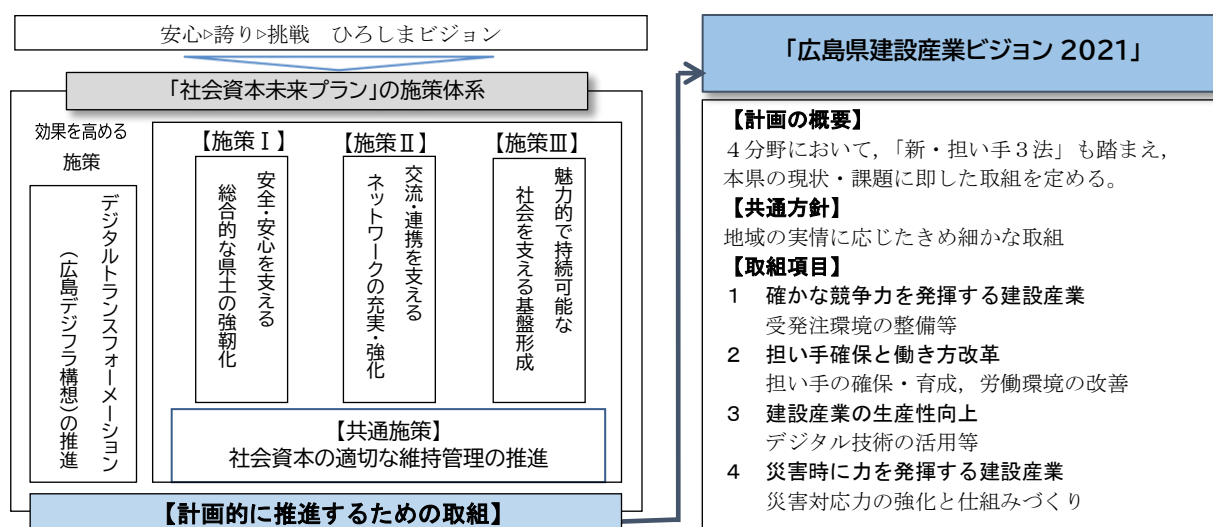 安心▷誇り▷挑戦　ひろしまビジョン
「社会資本未来プラン」の施策体系
効果を高める
施策
デジタルトランスフォーメーション
（広島デジフラ構想）の推進
【施策Ⅰ】
安全・安心を支える
総合的な県土の強靭化
【施策Ⅱ】
交流・連携を支える
ネットワークの充実・強化
【施策Ⅲ】
魅力的で持続可能な
社会を支える基盤形成
【共通施策】
社会資本の適切な維持管理の推進
【計画的に推進するための取組】
「広島県建設産業ビジョン 2021」
【計画の概要】
４分野において，「新・担い手３法」も踏まえ，
本県の現状・課題に即した取組を定める。
【共通方針】
地域の実情に応じたきめ細かな取組
【取組項目】
１　確かな競争力を発揮する建設産業
受発注環境の整備等
２　担い手確保と働き方改革
担い手の確保・育成，労働環境の改善
３　建設産業の生産性向上
デジタル技術の活用等
４　災害時に力を発揮する建設産業
災害対応力の強化と仕組みづくり